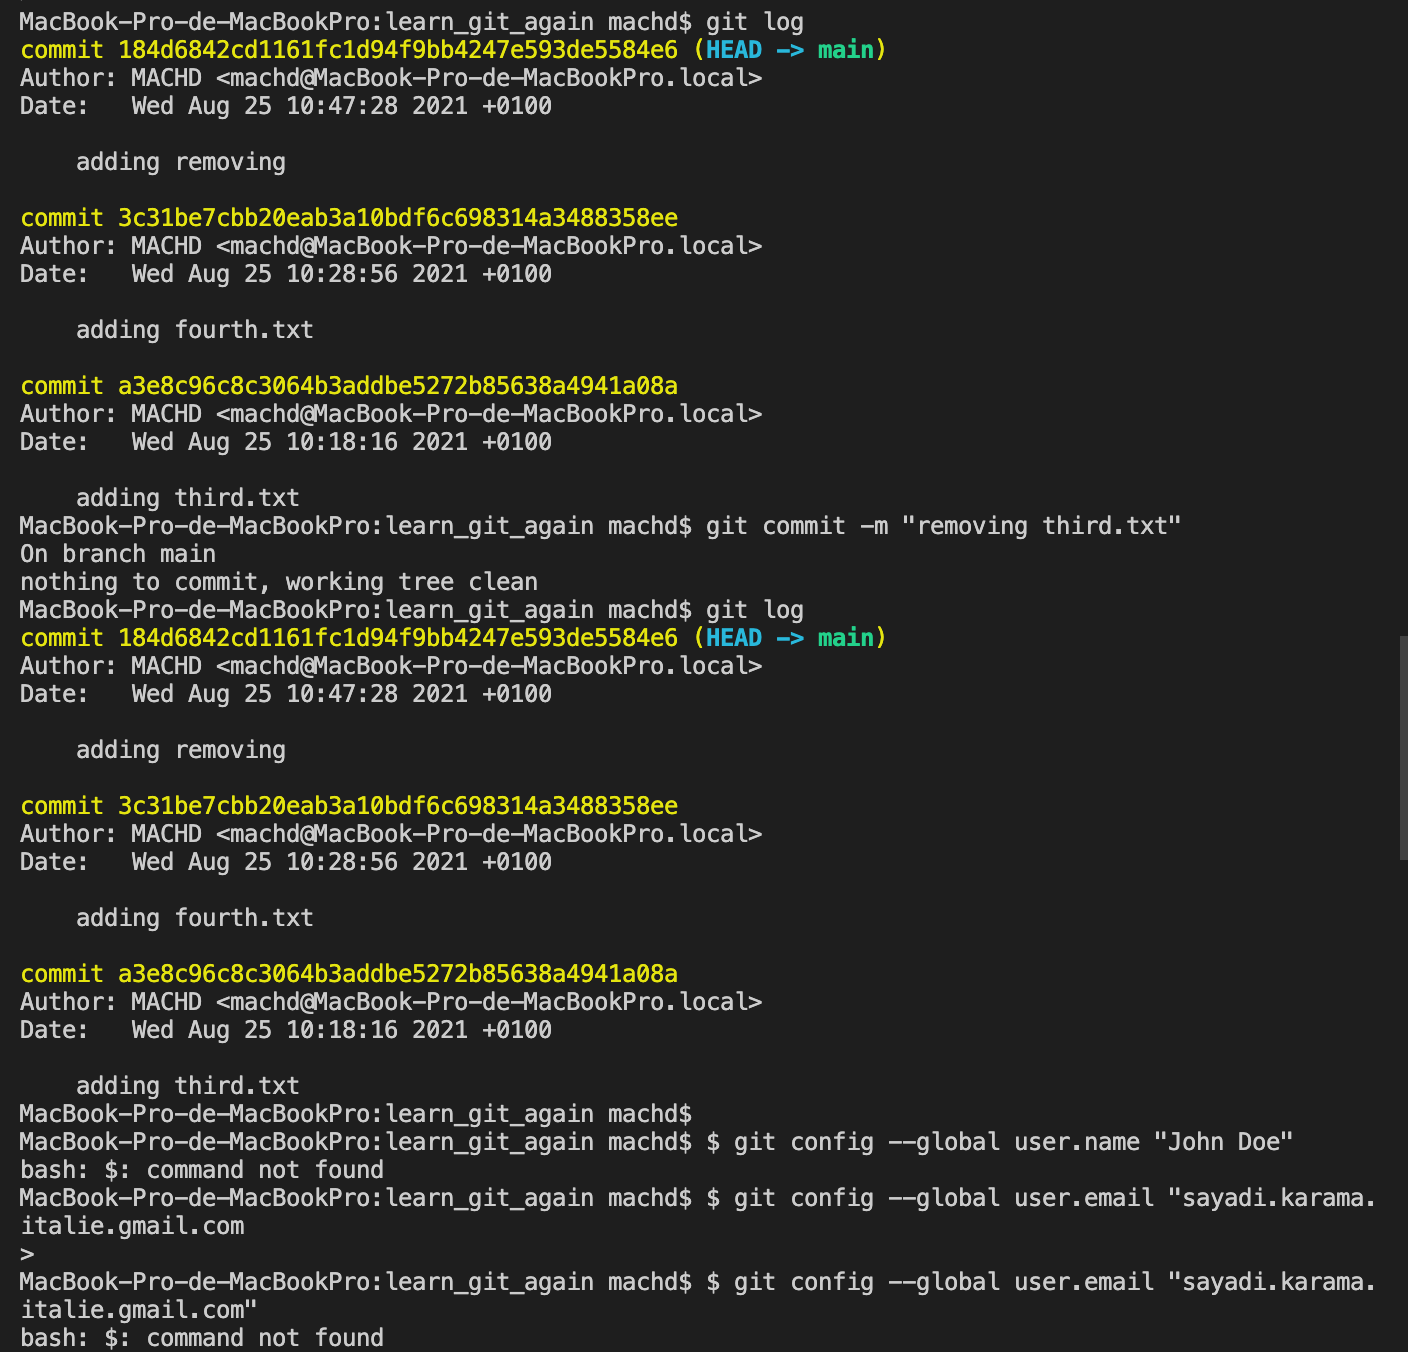 MacBook-Pro-de-MacBookPro:learn_git_again machd$ git log
commit 184d6842cd1161fc1d94f9bb4247e593de5584e6 (HEAD -> main)
Author: MACHD <machd@MacBook-Pro-de-MacBookPro.local>
Date:   Wed Aug 25 10:47:28 2021 +0100
    adding removing
commit 3c31be7cbb20eab3a10bdf6c698314a3488358ee
Author: MACHD <machd@MacBook-Pro-de-MacBookPro.local>
Date:   Wed Aug 25 10:28:56 2021 +0100
    adding fourth.txt
commit a3e8c96c8c3064b3addbe5272b85638a4941a08a
Author: MACHD <machd@MacBook-Pro-de-MacBookPro.local>
Date:   Wed Aug 25 10:18:16 2021 +0100
    adding third.txt
MacBook-Pro-de-MacBookPro:learn_git_again machd$ git commit -m "removing third.txt"
On branch main
nothing to commit, working tree clean
MacBook-Pro-de-MacBookPro:learn_git_again machd$ git log
commit 184d6842cd1161fc1d94f9bb4247e593de5584e6 (HEAD -> main)
Author: MACHD <machd@MacBook-Pro-de-MacBookPro.local>
Date:   Wed Aug 25 10:47:28 2021 +0100
    adding removing
commit 3c31be7cbb20eab3a10bdf6c698314a3488358ee
Author: MACHD <machd@MacBook-Pro-de-MacBookPro.local>
Date:   Wed Aug 25 10:28:56 2021 +0100
    adding fourth.txt
commit a3e8c96c8c3064b3addbe5272b85638a4941a08a
Author: MACHD <machd@MacBook-Pro-de-MacBookPro.local>
Date:   Wed Aug 25 10:18:16 2021 +0100
    adding third.txt
MacBook-Pro-de-MacBookPro:learn_git_again machd$
MacBook-Pro-de-MacBookPro:learn_git_again machd$ $ git config --global user.name "John Doe"
bash: $: command not found
MacBook-Pro-de-MacBookPro:learn_git_again machd$ $ git config --global user.email "sayadi.karama.
italie.gmail.com
>
MacBook-Pro-de-MacBookPro:learn_git_again machd$ $ git config --global user.email "sayadi.karama.
italie.gmail.com"
bash: $: command not found